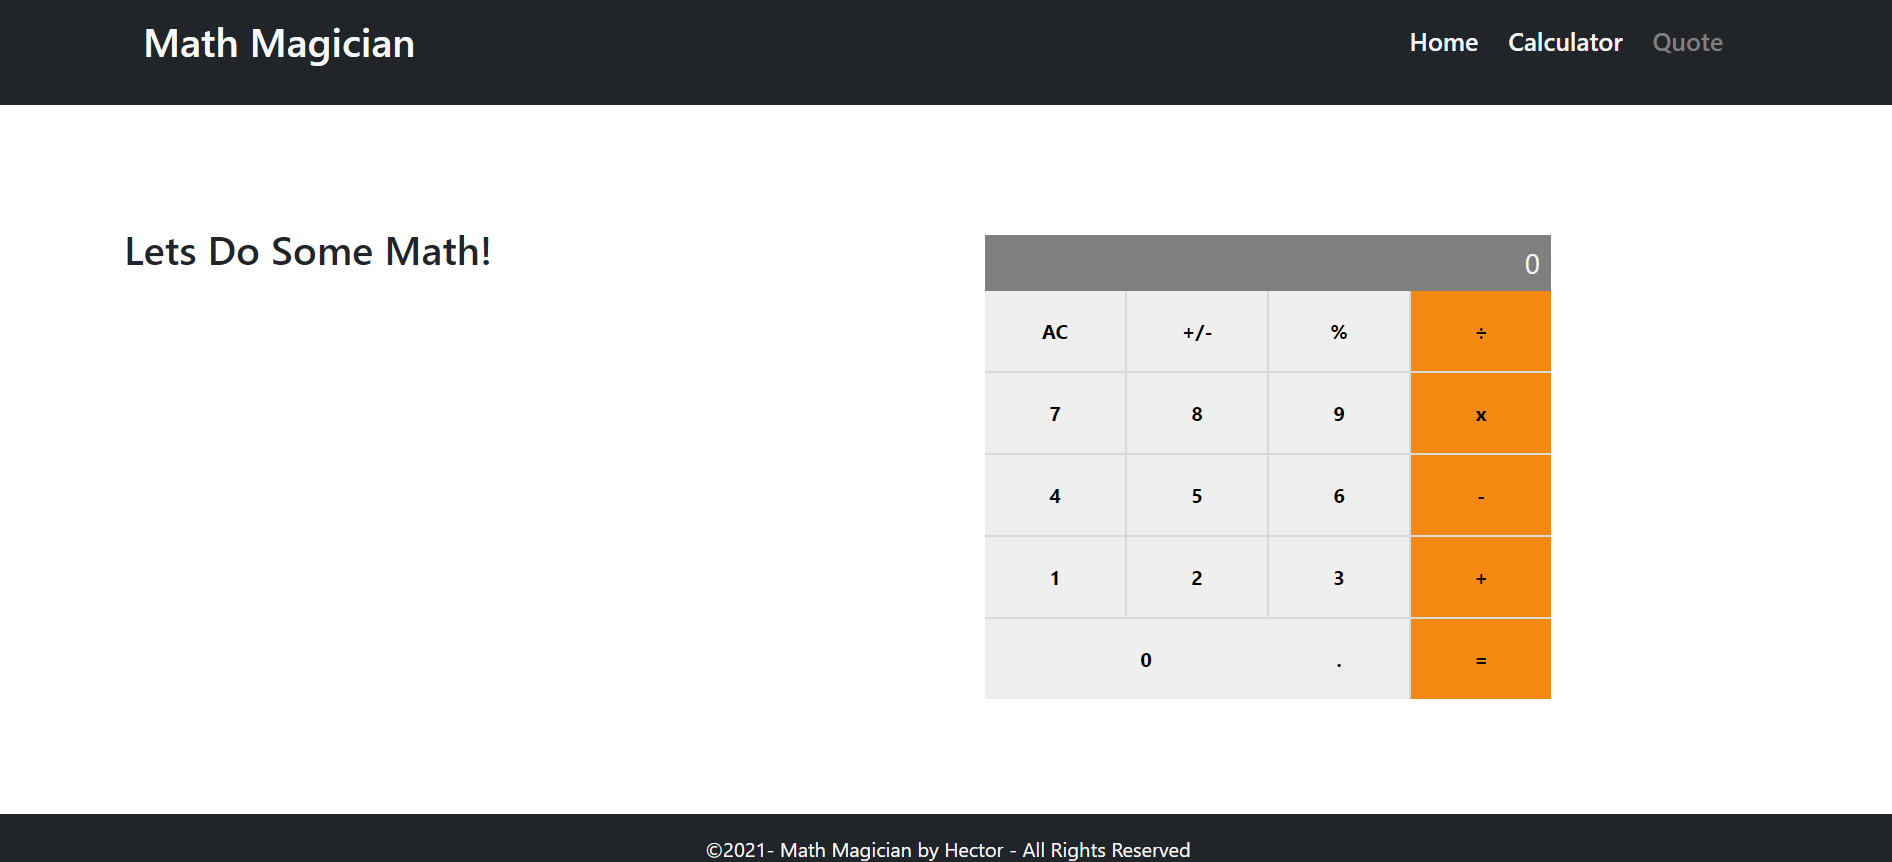 Math Magician
Home Calculator Quote
Lets Do Some Math!
0
AC +/- % ÷
7 8 9 x
4 5 6 -
1 2 3 +
0 . =
©2021- Math Magician by Hector - All Rights Reserved